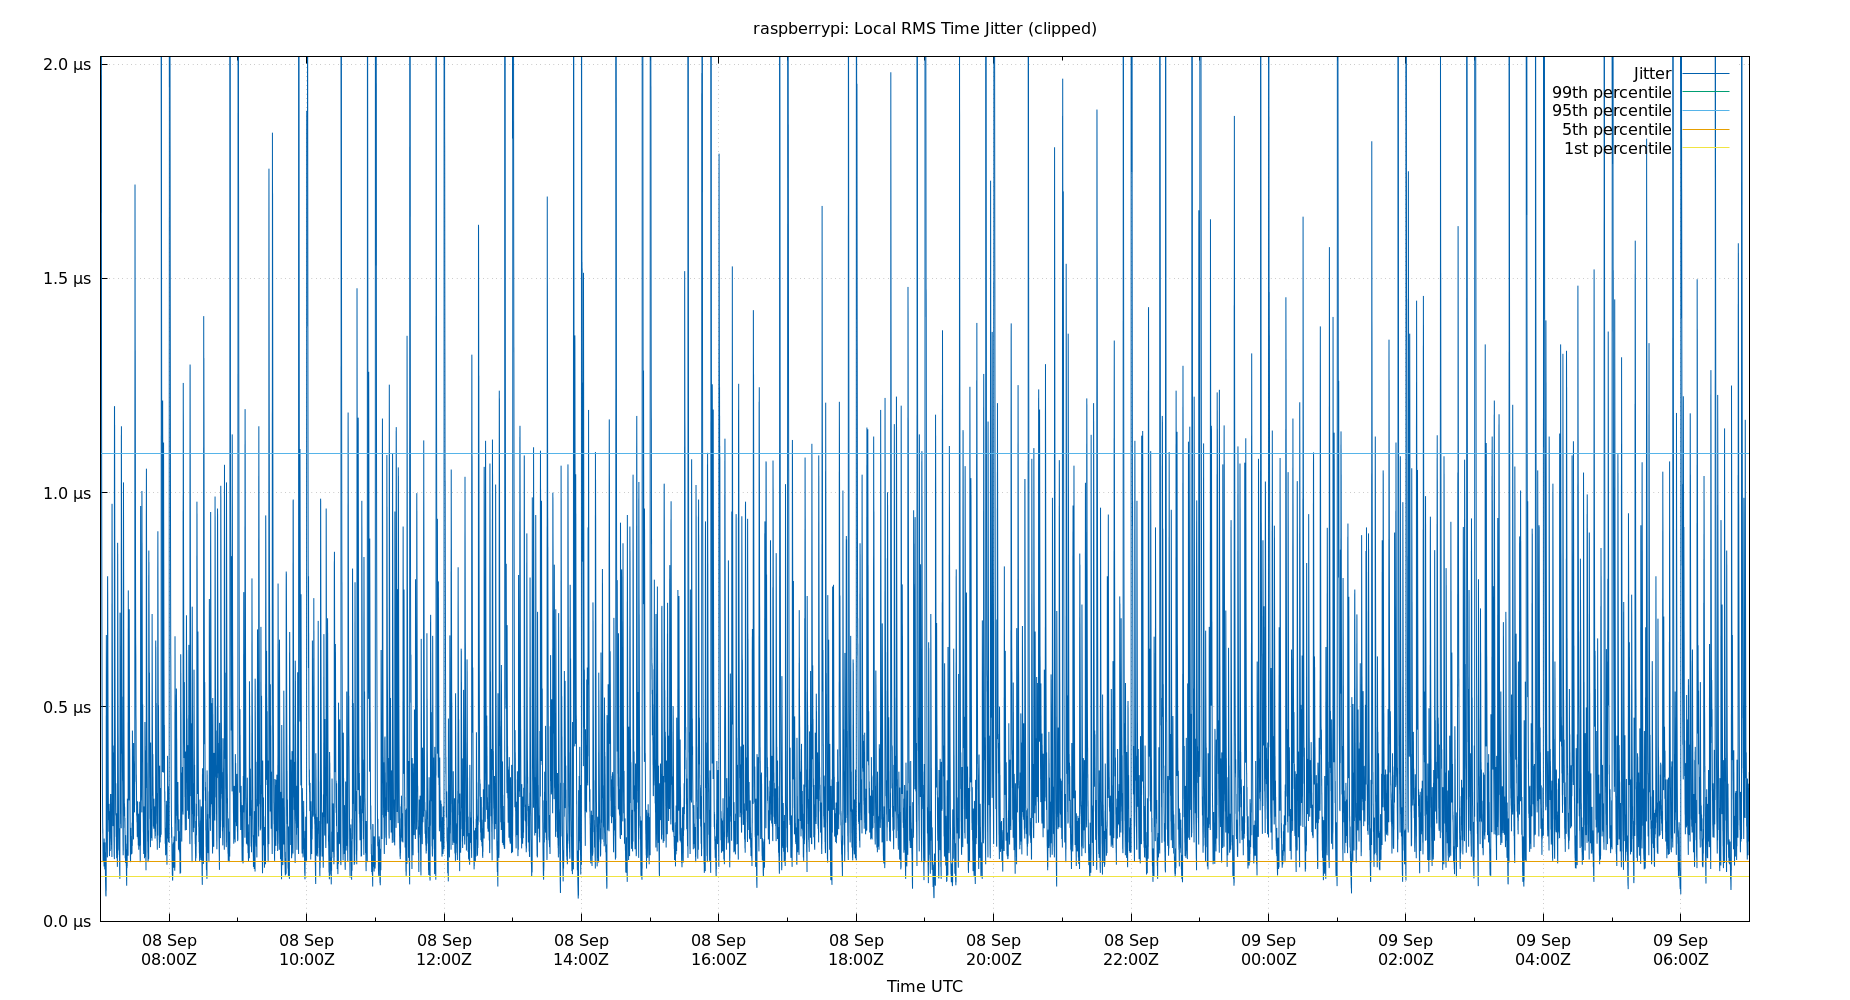 raspberrypi: Local RMS Time Jitter (clipped)
2.0 µs
1.5 µs
1.0 µs
0.5 µs
0.0 µs
Jitter
99th percentile
95th percentile
5th percentile
1st percentile
08 Sep 08 Sep 08 Sep 08 Sep 08 Sep 08 Sep 08 Sep 08 Sep 09 Sep 09 Sep 09 Sep 09 Sep
08:00Z 10:00Z 12:00Z 14:00Z 16:00Z 18:00Z 20:00Z 22:00Z 00:00Z 02:00Z 04:00Z 06:00Z
Time UTC